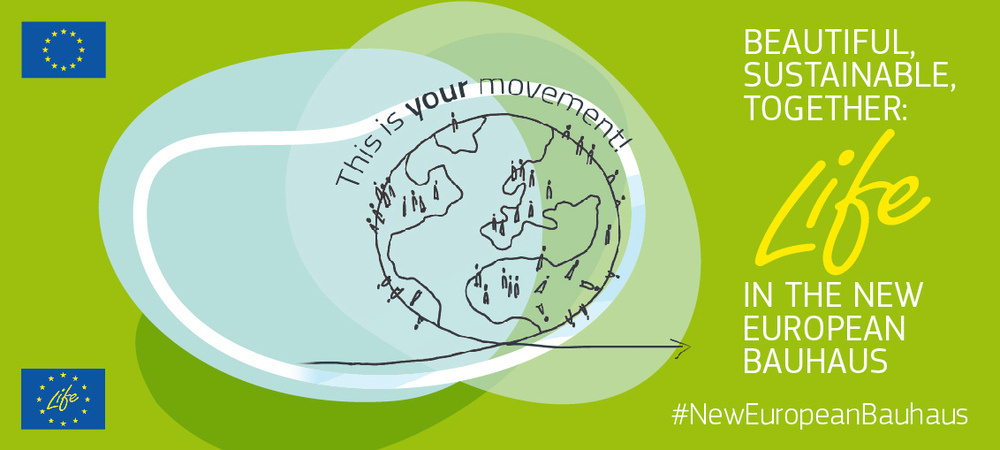 This is your movement!
BEAUTIFUL,
SUSTAINABLE,
TOGETHER:
Life
IN THE NEW
EUROPEAN
BAUHAUS
#NewEuropeanBauhaus
Life